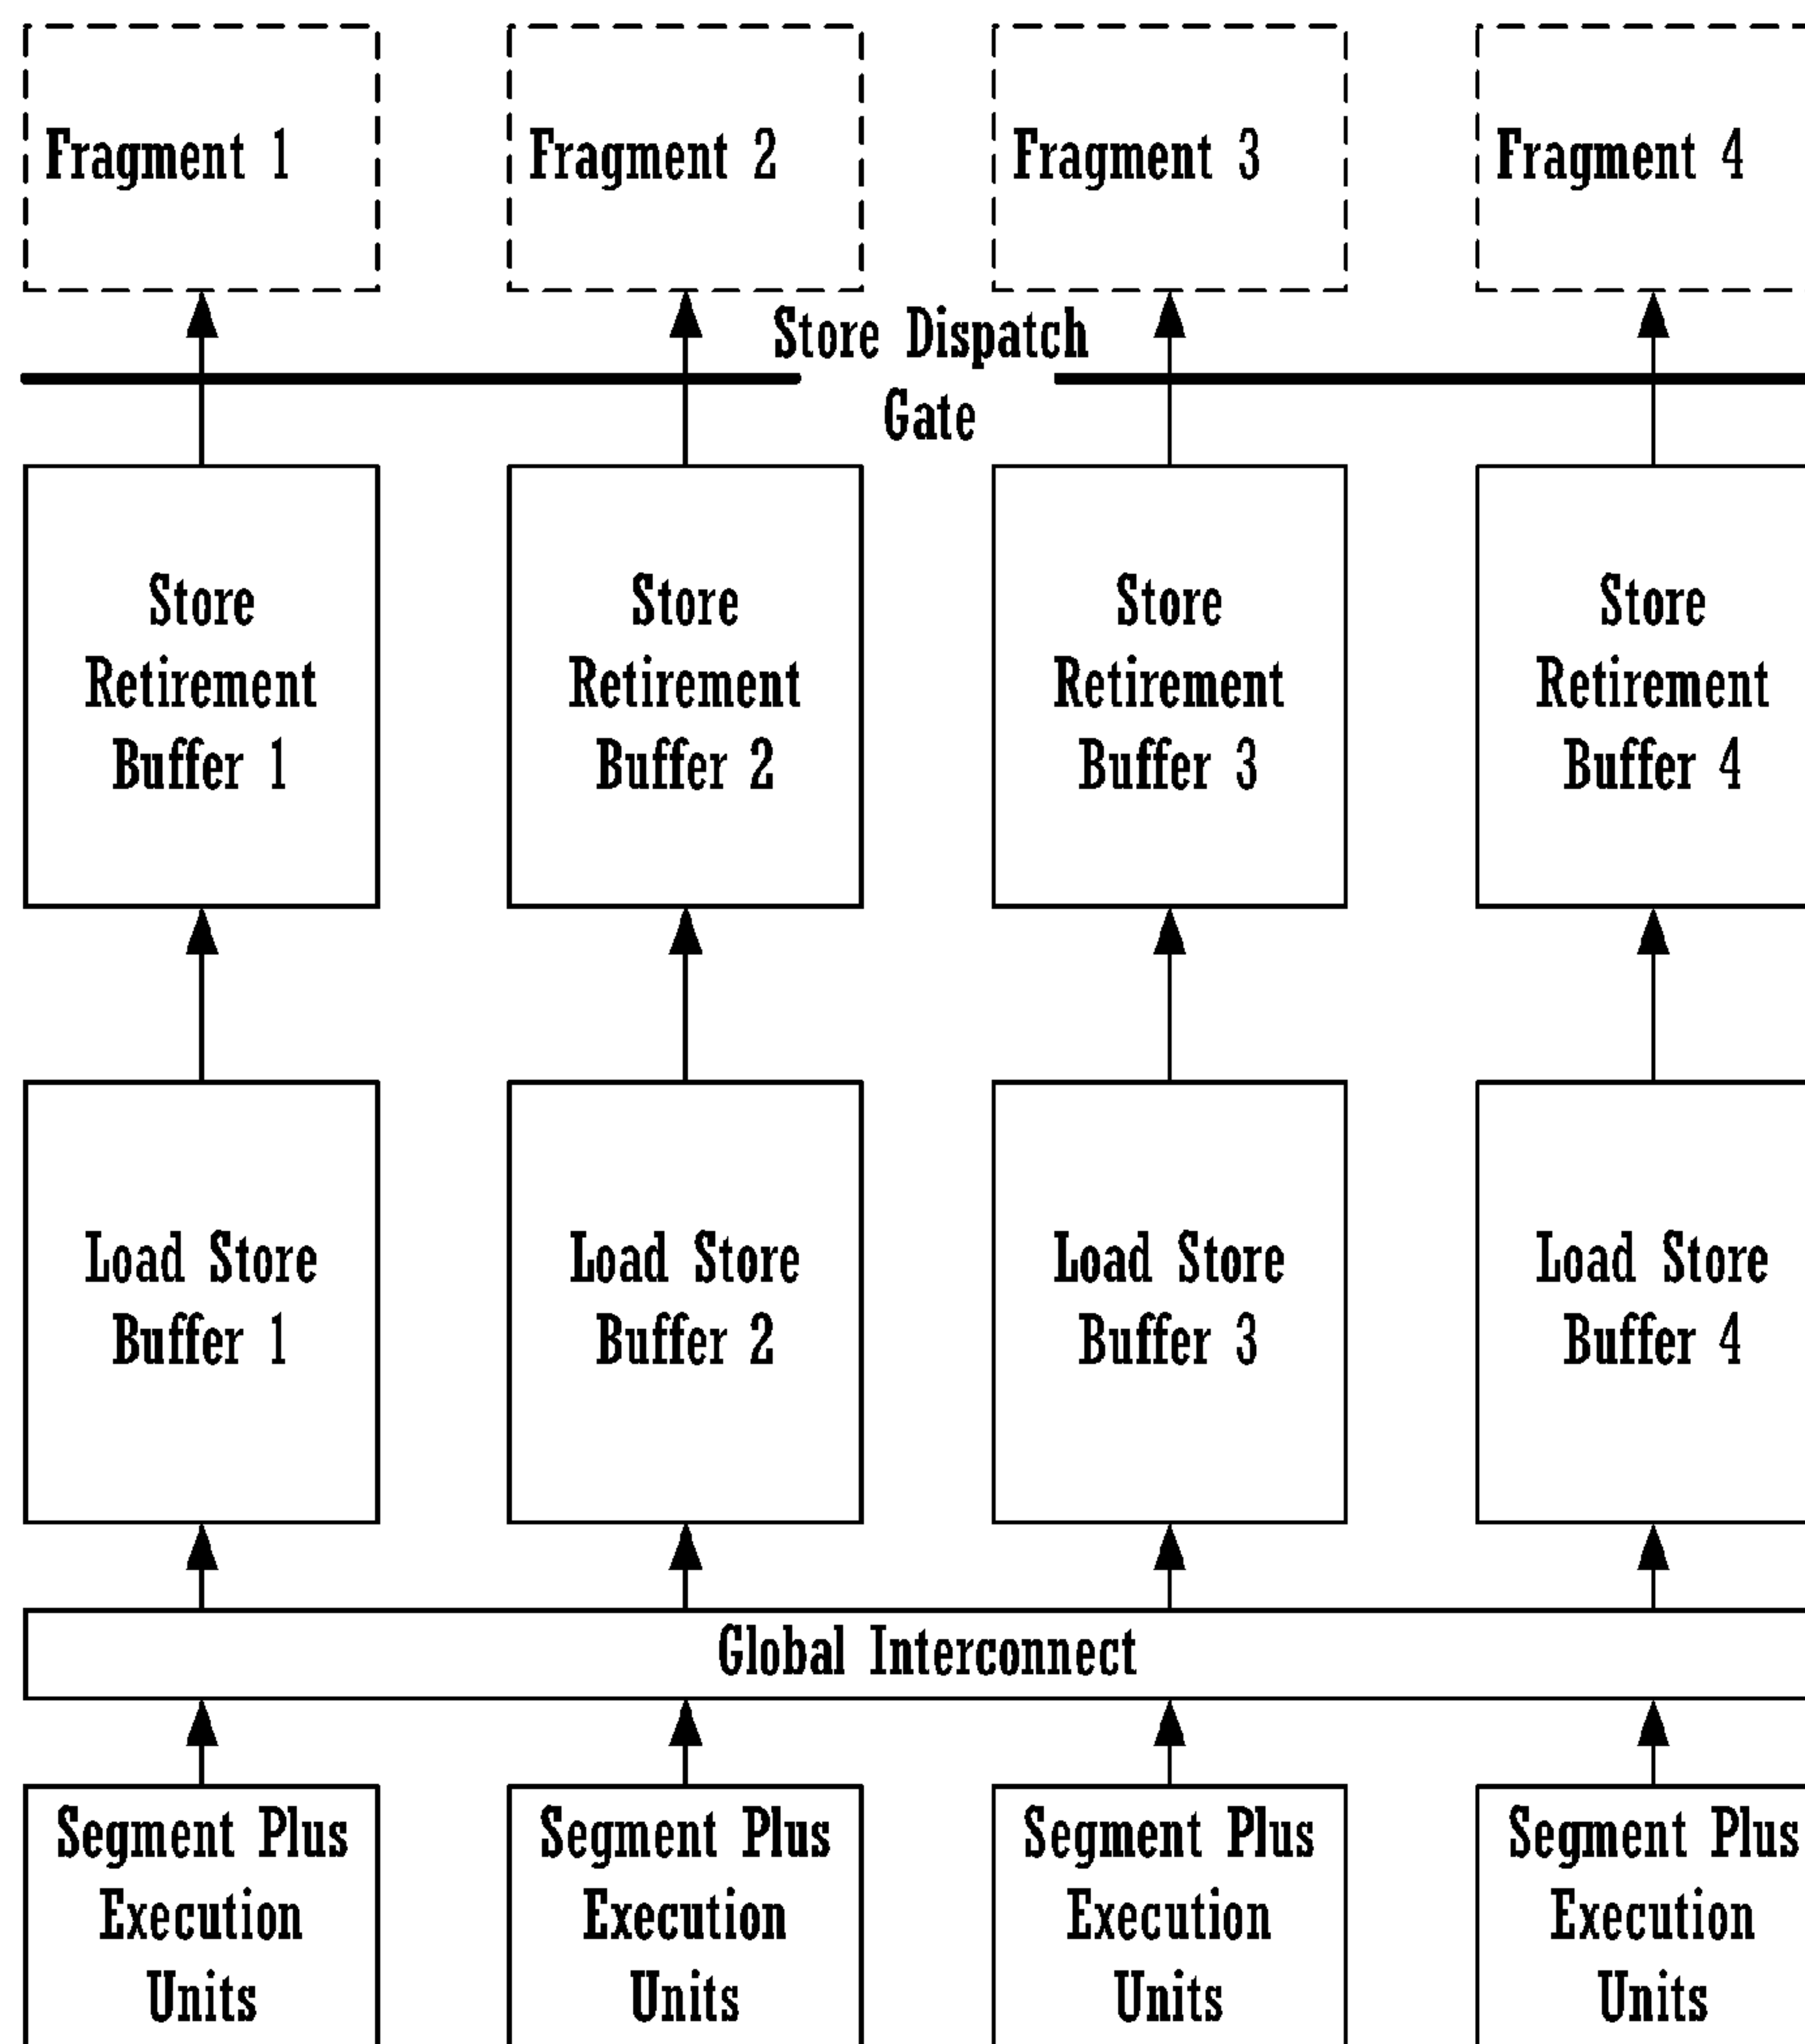 Fragment 1
Fragment 2
Fragment 3
Fragment 4
Store Dispatch
Gate
Store
Retirement
Buffer 1
Store
Retirement
Buffer 2
Store
Retirement
Buffer 3
Store
Retirement
Buffer 4
Load Store
Buffer 1
Load Store
Buffer 2
Load Store
Buffer 3
Load Store
Buffer 4
Global Interconnect
Segment Plus
Execution
Units
Segment Plus
Execution
Units
Segment Plus
Execution
Units
Segment Plus
Execution
Units